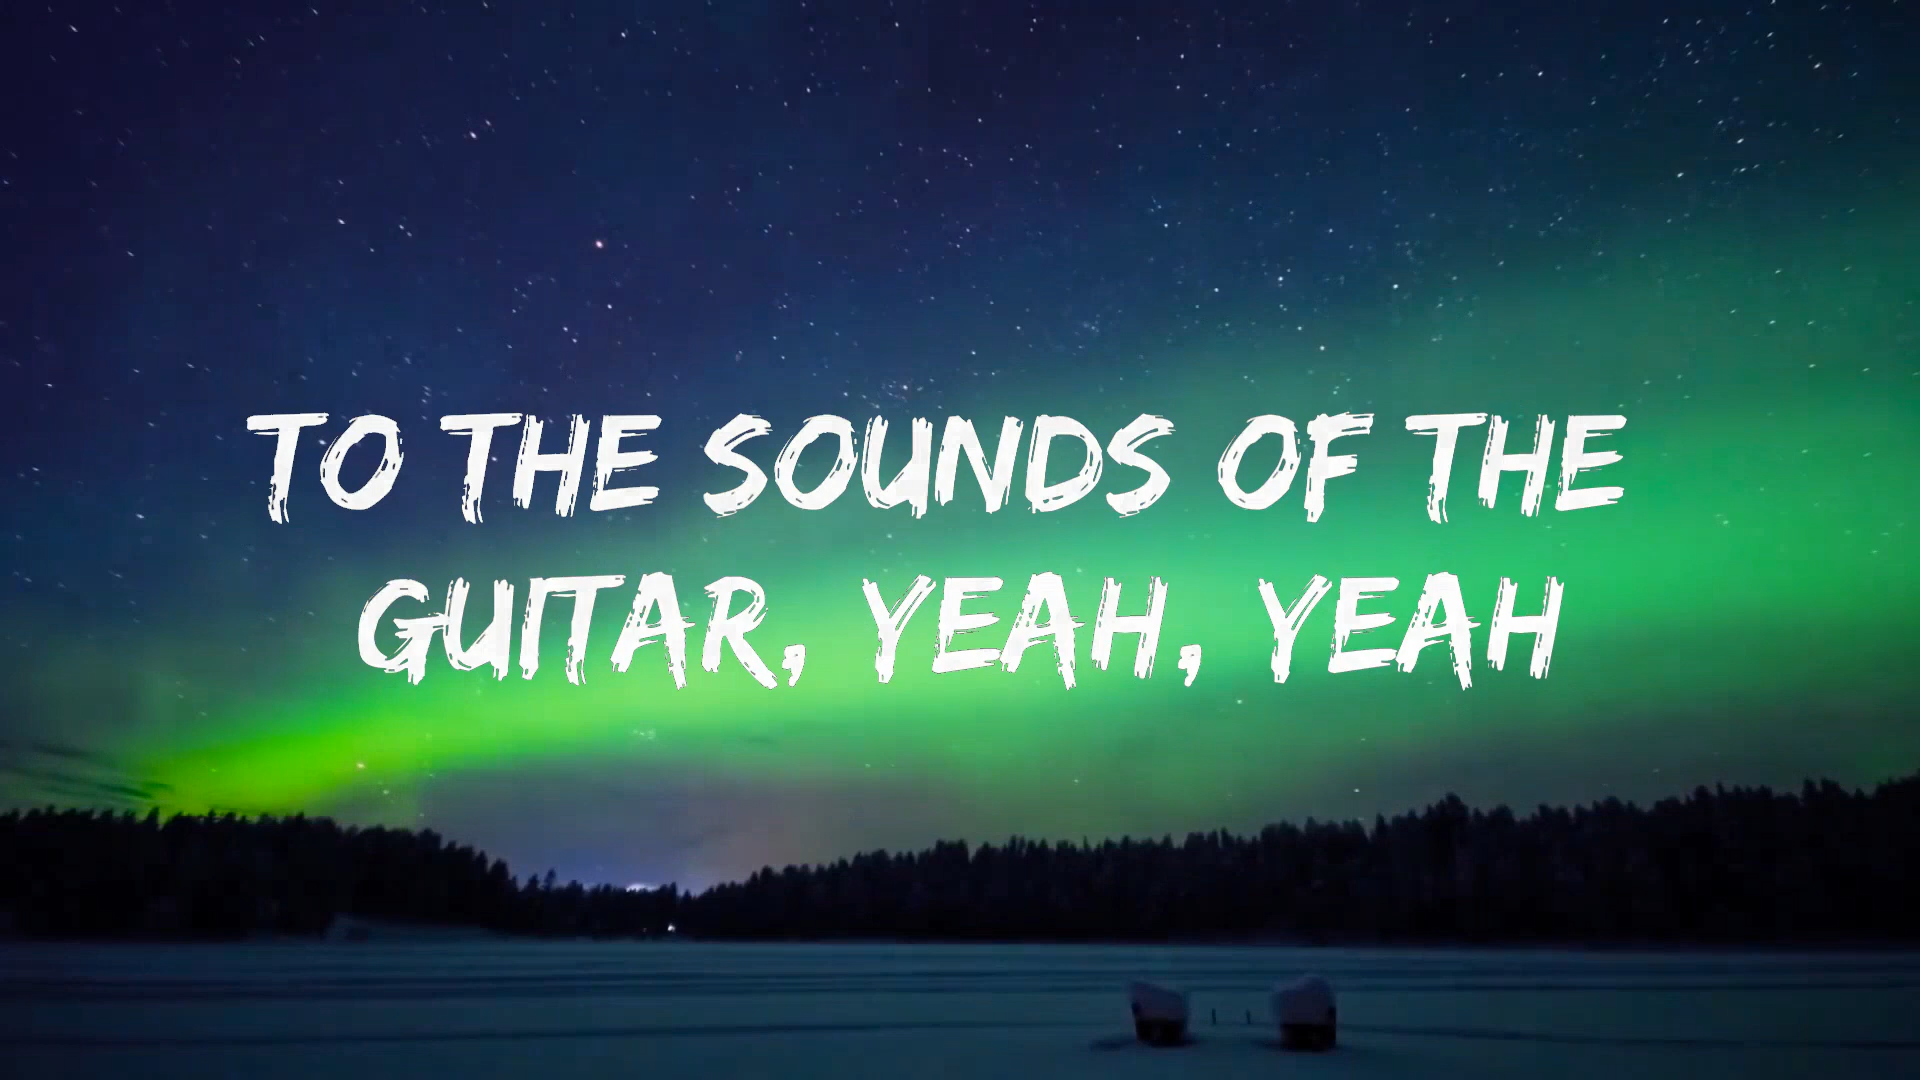 TO THE SOUNDS OF THE
GUITAR, YEAH, YEAH